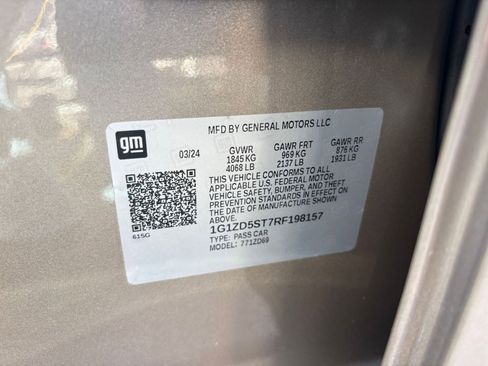 gm
MFD BY GENERAL MOTORS LLC
03/24 GVWR GAWR FRT GAWR RR
1845 KG 969 KG 876 KG
4068 LB 2137 LB 1931 LB
THIS VEHICLE CONFORMS TO ALL
APPLICABLE U.S. FEDERAL MOTOR
VEHICLE SAFETY, BUMPER, AND THEFT
PREVENTION STANDARDS IN EFFECT ON
THE DATE OF MANUFACTURE SHOWN ABOVE.
1G1ZD5ST7RF198157
TYPE: PASS CAR
MODEL: 771ZD69
615G